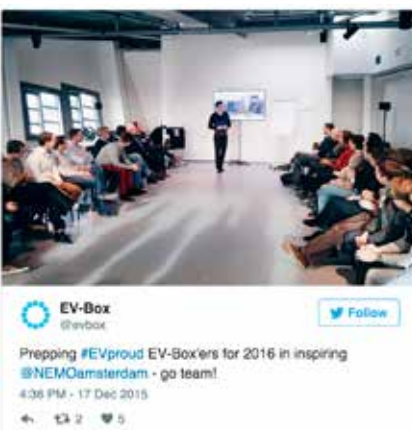 EV-Box
@evbox
Follow
Prepping #EVproud EV-Box'ers for 2016 in inspiring
@NEMOamsterdam - go team!
4:36 PM - 17 Dec 2015
2 5